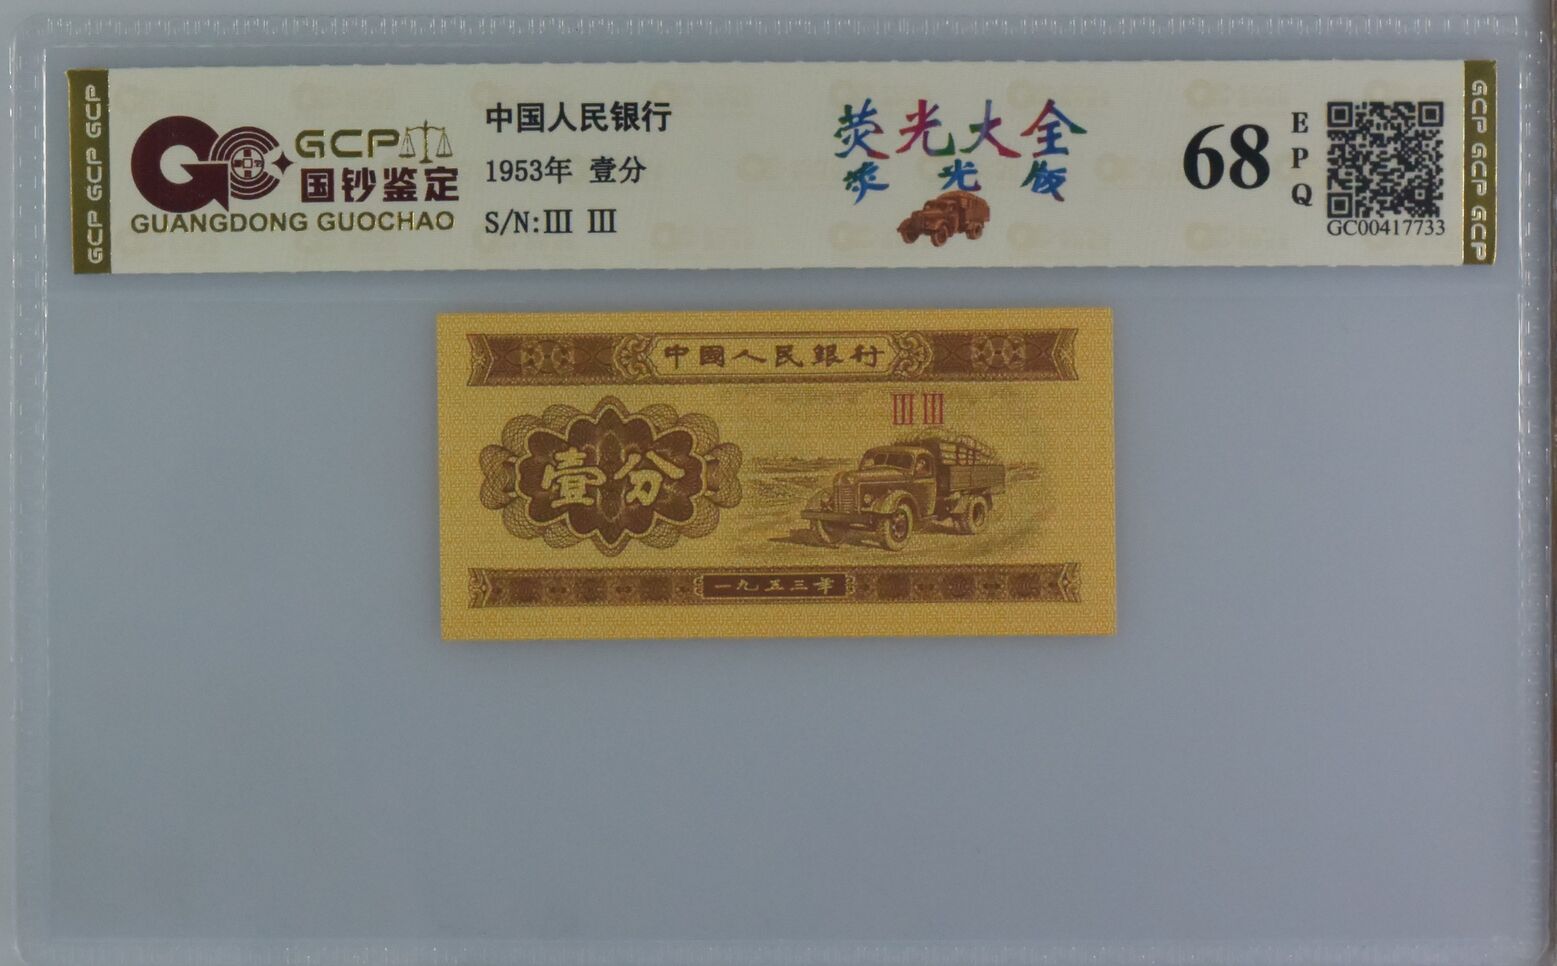 GCP GCP GCP
GCP
国钞鉴定
GUANGDONG GUOCHAO
中国人民银行
1953年 壹分
S/N:III III
荧光大全
荧光版
68
EPQ
GC00417733
GCP GCP GCP
中國人民銀行
III III
壹分
一九五三年